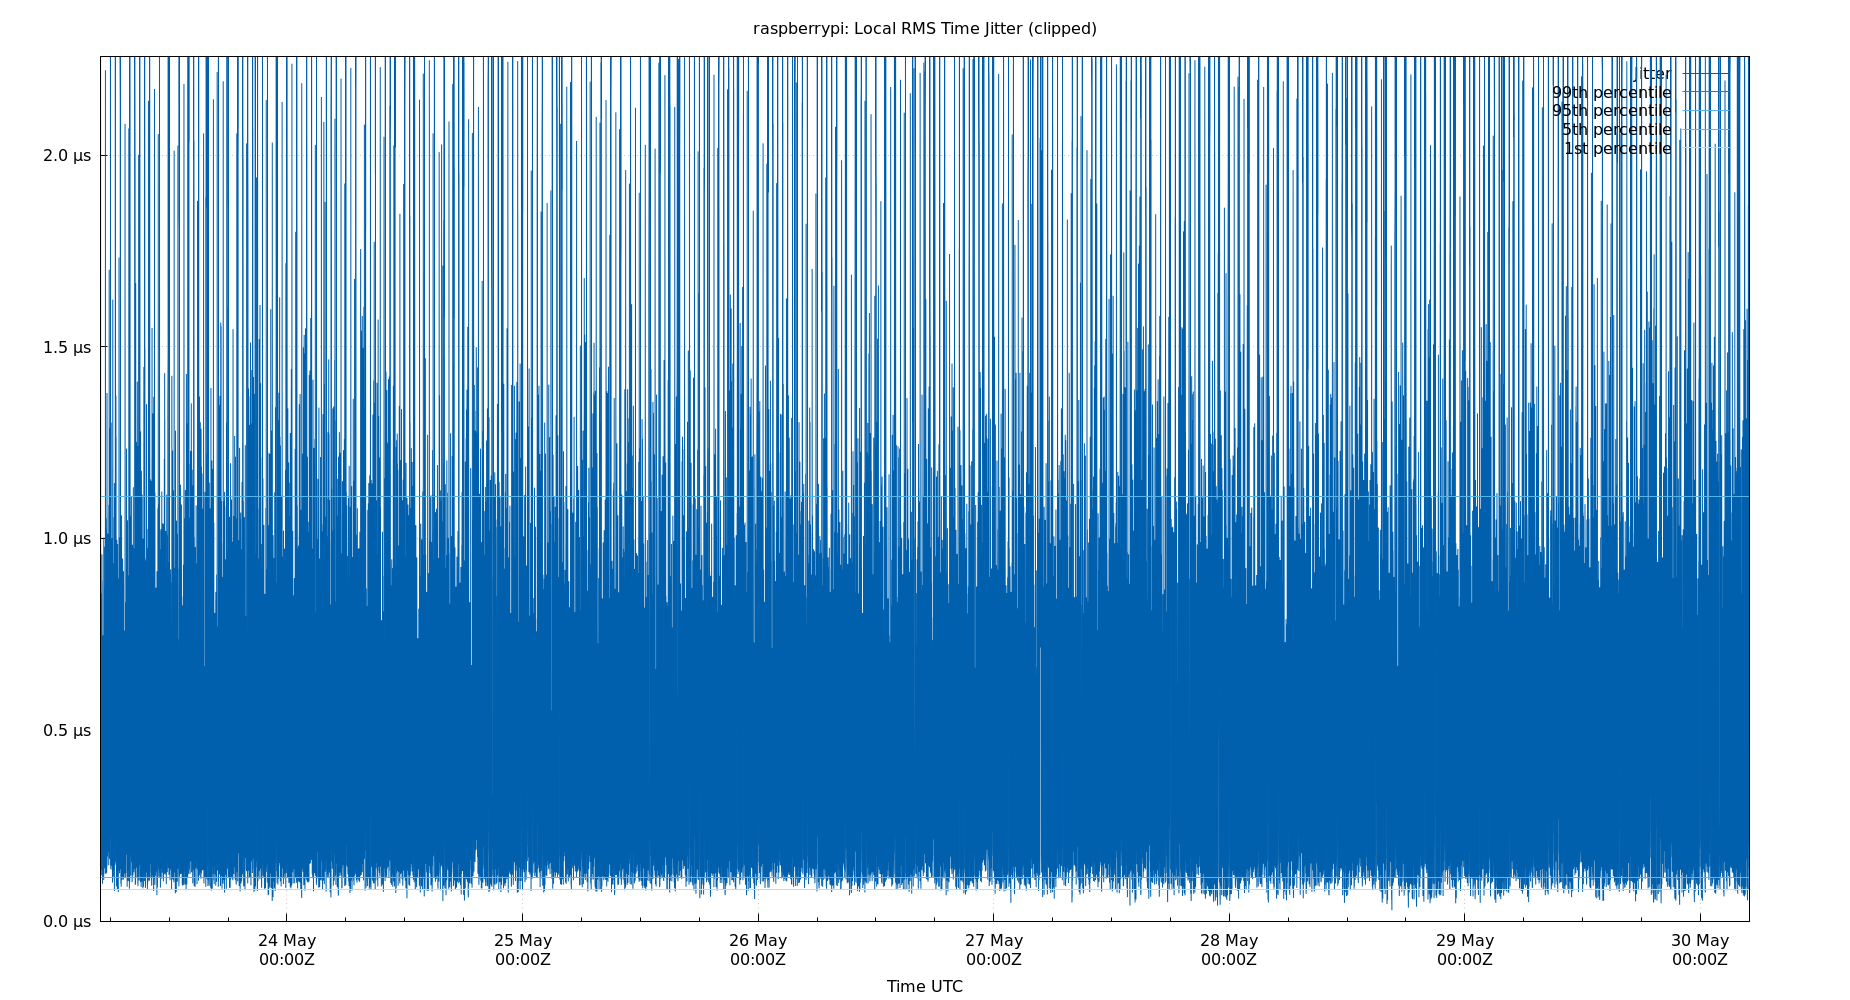 raspberrypi: Local RMS Time Jitter (clipped)
jitter
99th percentile
95th percentile
5th percentile
1st percentile
2.0 µs
1.5 µs
1.0 µs
0.5 µs
0.0 µs
24 May 25 May 26 May 27 May 28 May 29 May 30 May
00:00Z 00:00Z 00:00Z 00:00Z 00:00Z 00:00Z 00:00Z
Time UTC